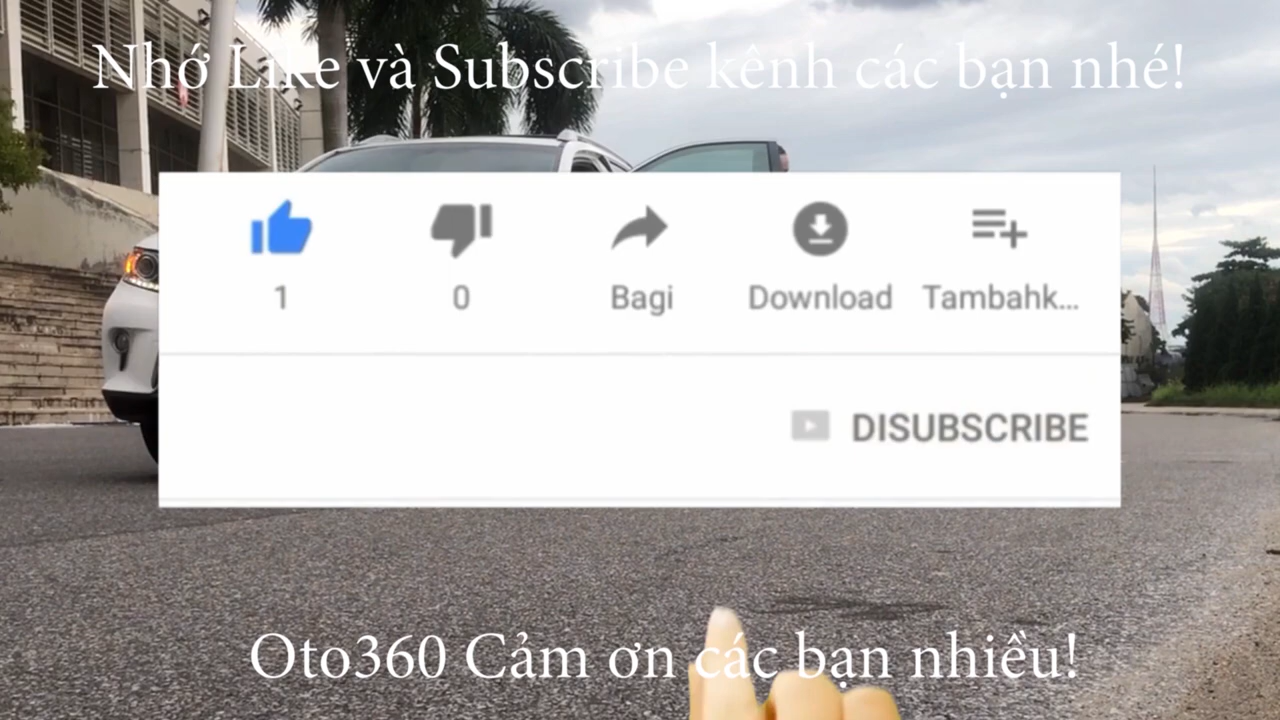 Nhớ Like và Subscribe kênh các bạn nhé!
1 0 Bagi Download Tambahk...
DISUBSCRIBE
Oto360 Cảm ơn các bạn nhiều!